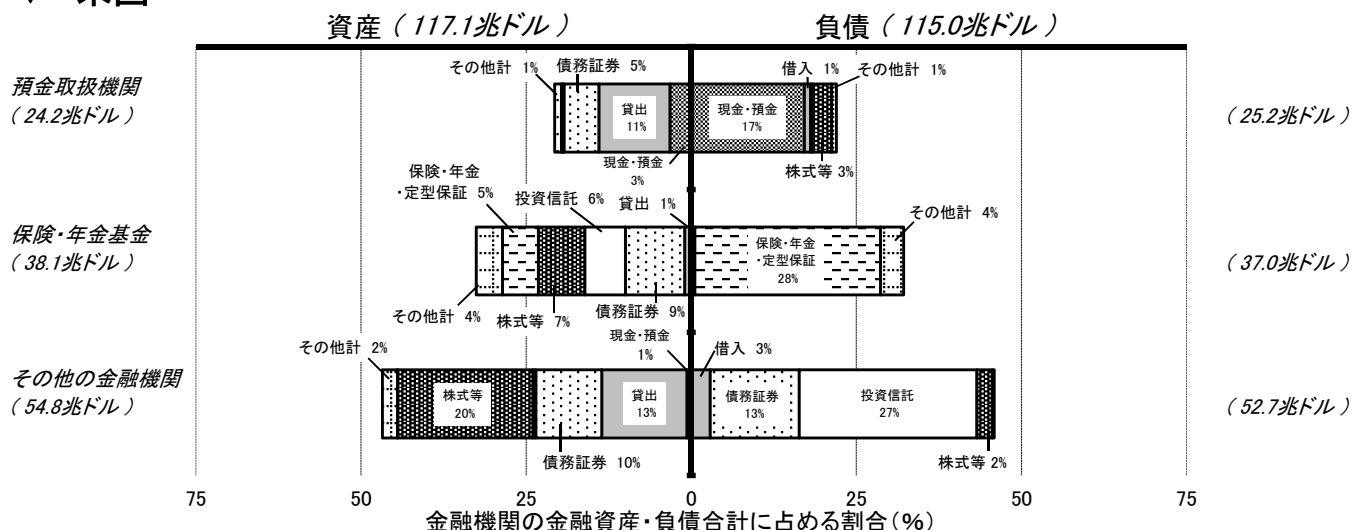 資産（ 117.1兆ドル ）
負債（ 115.0兆ドル ）
預金取扱機関
（ 24.2兆ドル ）
その他計 1%
債務証券 5%
貸出
11%
現金・預金
3%
現金・預金
17%
借入 1%
その他計 1%
株式等 3%
（ 25.2兆ドル ）
保険・年金基金
（ 38.1兆ドル ）
保険・年金
・定型保証 5%
投資信託 6%
貸出 1%
その他計 4%
株式等 7%
債務証券 9%
保険・年金
・定型保証
28%
その他計 4%
（ 37.0兆ドル ）
その他の金融機関
（ 54.8兆ドル ）
その他計 2%
株式等
20%
債務証券 10%
貸出
13%
現金・預金
1%
借入 3%
債務証券
13%
投資信託
27%
株式等 2%
（ 52.7兆ドル ）
75 50 25 0 25 50 75
金融機関の金融資産・負債合計に占める割合（%）